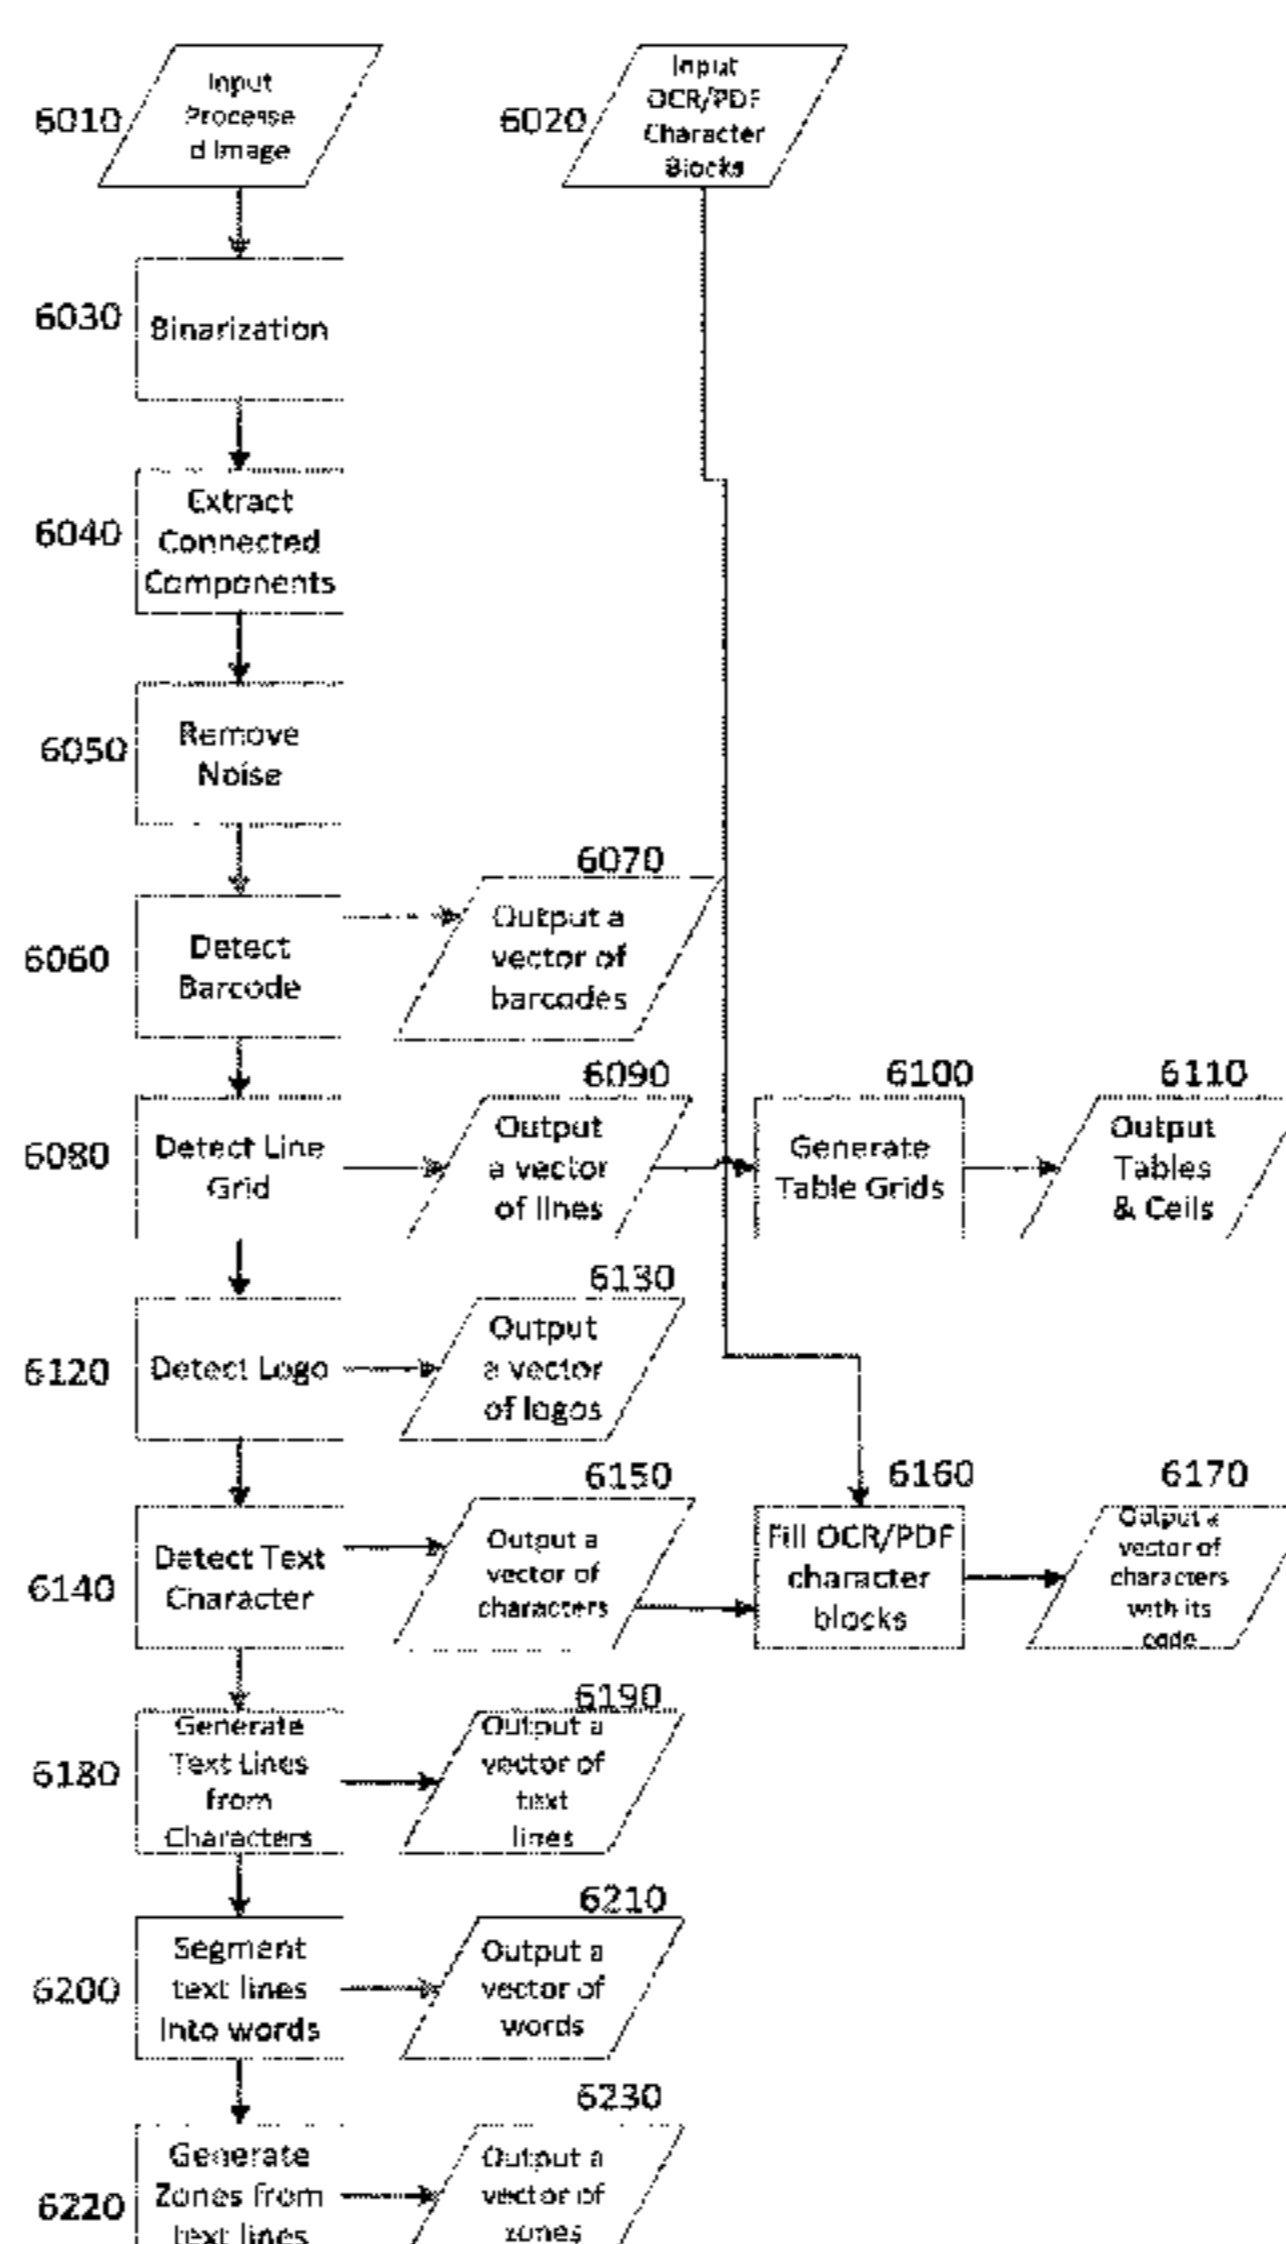 6010
Input
Processe
d Image
6020
Input
OCR/PDF
Character
Blocks
6030
Binarization
6040
Extract
Connected
Components
6050
Remove
Noise
6060
Detect
Barcode
6070
Output a
vector of
barcodes
6080
Detect Line
Grid
6090
Output
a vector
of lines
6100
Generate
Table Grids
6110
Output
Tables
& Cells
6120
Detect Logo
6130
Output
a vector
of logos
6140
Detect Text
Character
6150
Output a
vector of
characters
6160
Fill OCR/PDF
character
blocks
6170
Output a
vector of
characters
with its
code
6180
Generate
Text Lines
from
Characters
6190
Output a
vector of
text
lines
6200
Segment
text lines
into words
6210
Output a
vector of
words
6220
Generate
Zones from
text lines
6230
Output a
vector of
zones